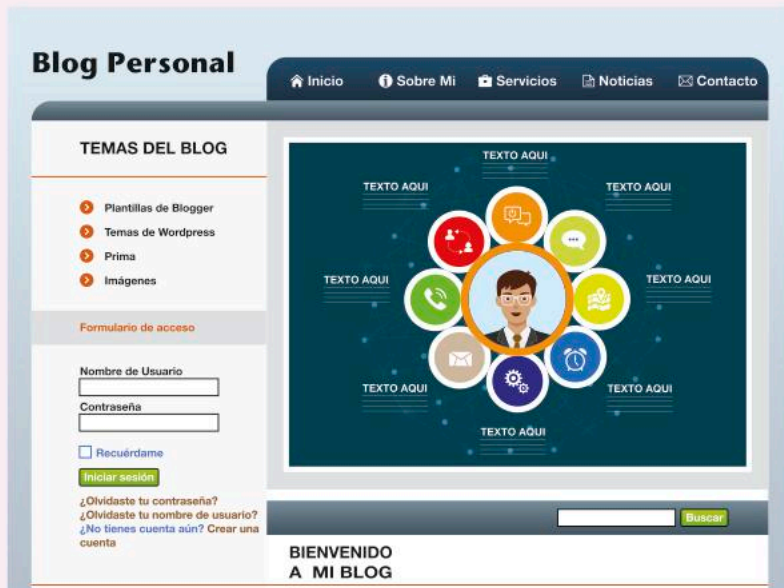 Blog Personal
Inicio
Sobre Mi
Servicios
Noticias
Contacto
TEMAS DEL BLOG
Plantillas de Blogger
Temas de Wordpress
Prima
Imágenes
Formulario de acceso
Nombre de Usuario
Contraseña
Recuérdame
Iniciar sesión
¿Olvidaste tu contraseña?
¿Olvidaste tu nombre de usuario?
¿No tienes cuenta aún? Crear una
cuenta
TEXTO AQUI
TEXTO AQUI
TEXTO AQUI
TEXTO AQUI
TEXTO AQUI
TEXTO AQUI
TEXTO AQUI
TEXTO AQUI
Buscar
BIENVENIDO
A MI BLOG